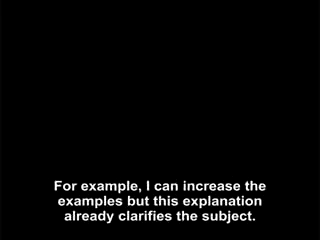 For example, I can increase the
examples but this explanation
already clarifies the subject.